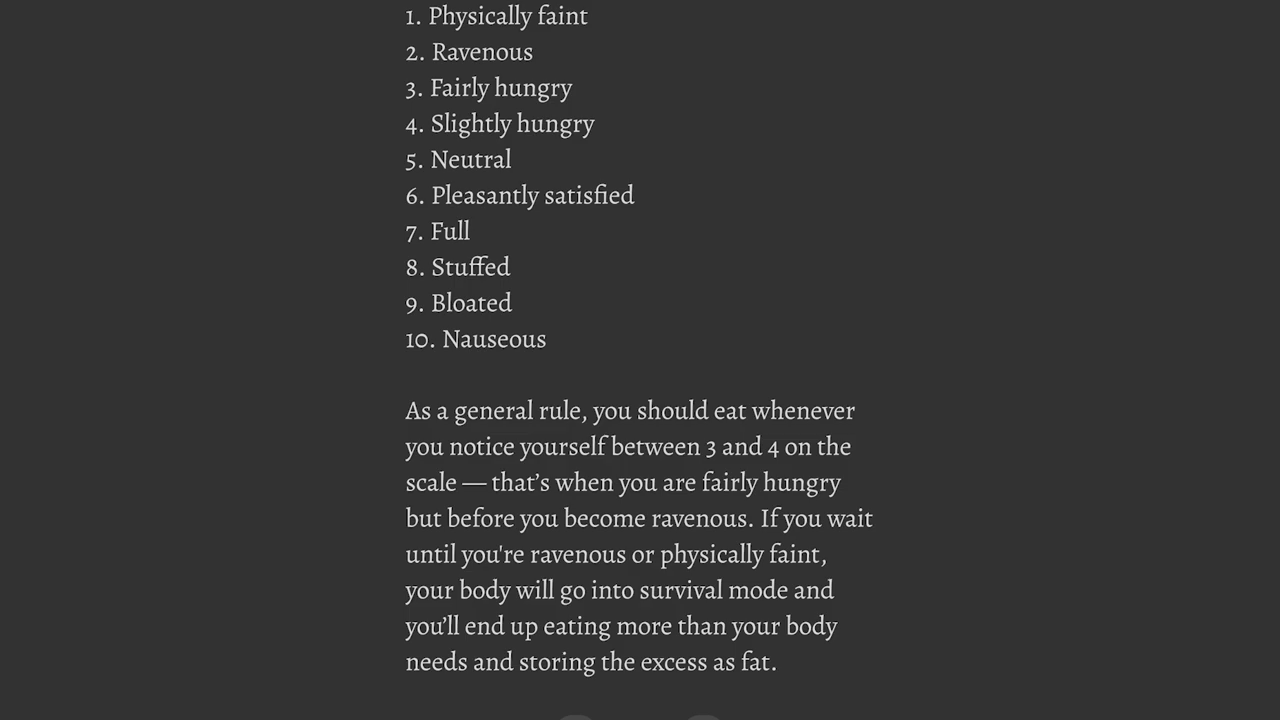 1. Physically faint
2. Ravenous
3. Fairly hungry
4. Slightly hungry
5. Neutral
6. Pleasantly satisfied
7. Full
8. Stuffed
9. Bloated
10. Nauseous
As a general rule, you should eat whenever
you notice yourself between 3 and 4 on the
scale — that’s when you are fairly hungry
but before you become ravenous. If you wait
until you're ravenous or physically faint,
your body will go into survival mode and
you’ll end up eating more than your body
needs and storing the excess as fat.